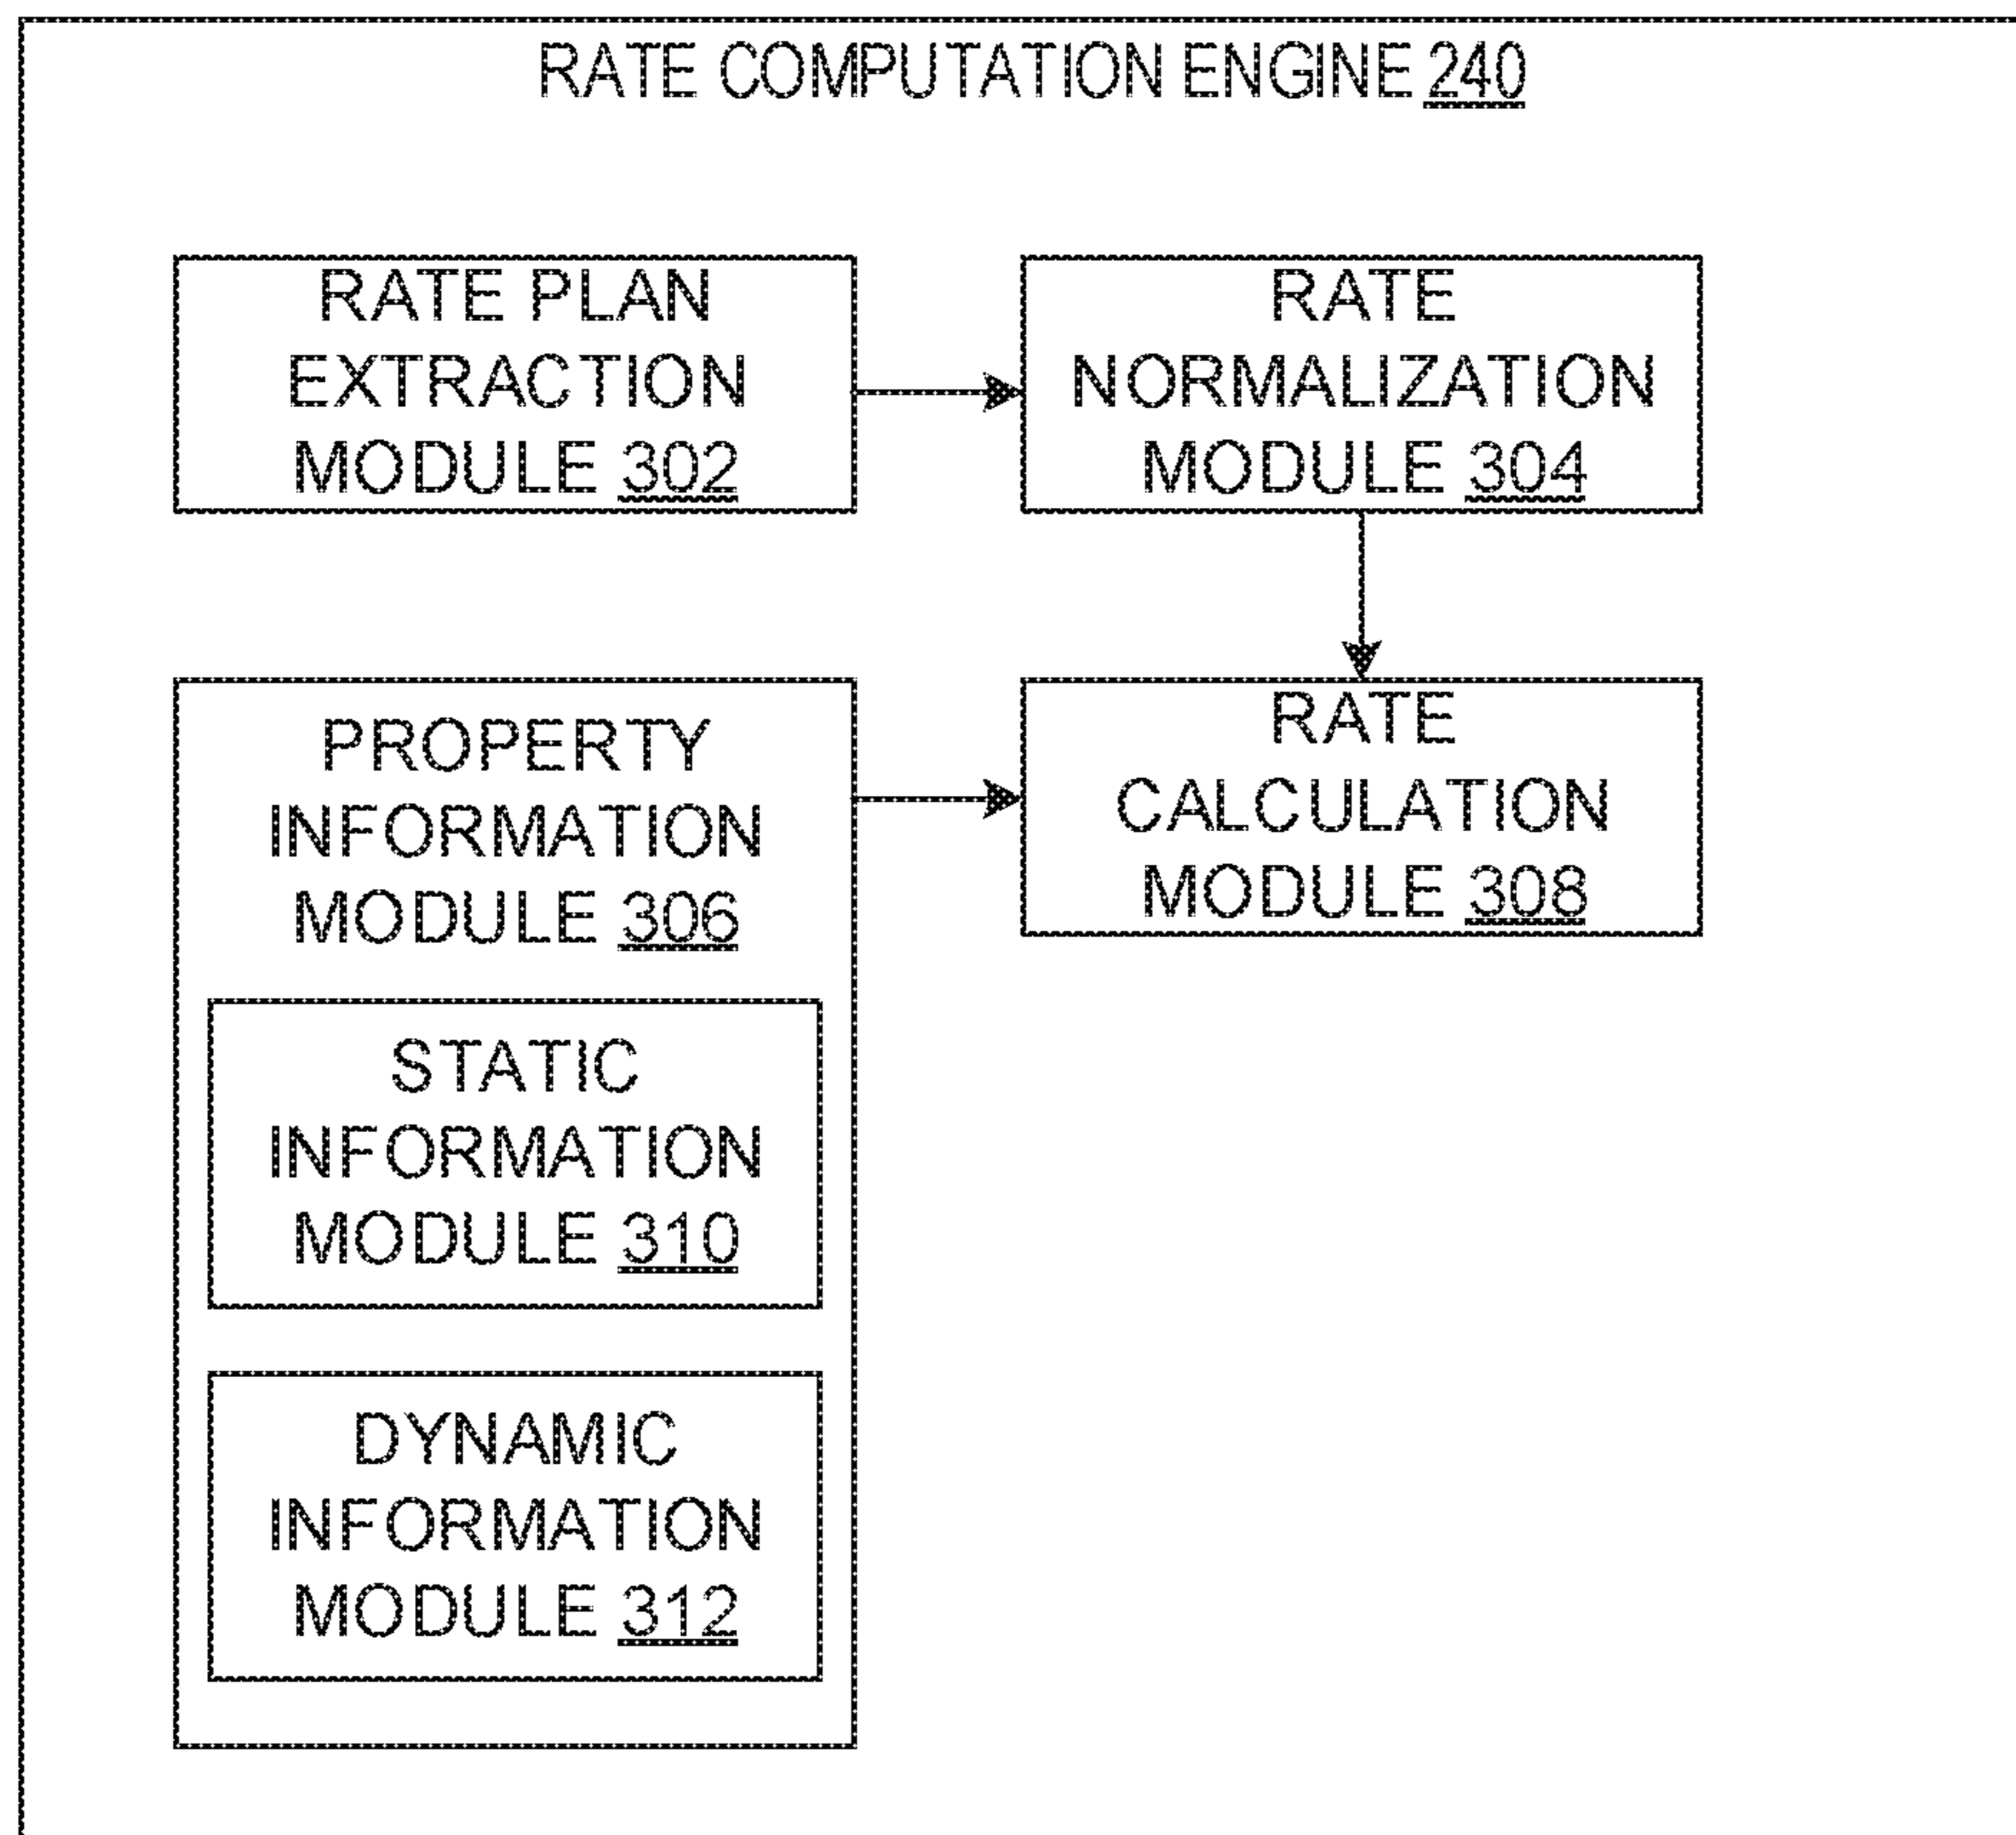 RATE COMPUTATION ENGINE 240
RATE PLAN
EXTRACTION
MODULE 302
RATE
NORMALIZATION
MODULE 304
PROPERTY
INFORMATION
MODULE 306
RATE
CALCULATION
MODULE 308
STATIC
INFORMATION
MODULE 310
DYNAMIC
INFORMATION
MODULE 312